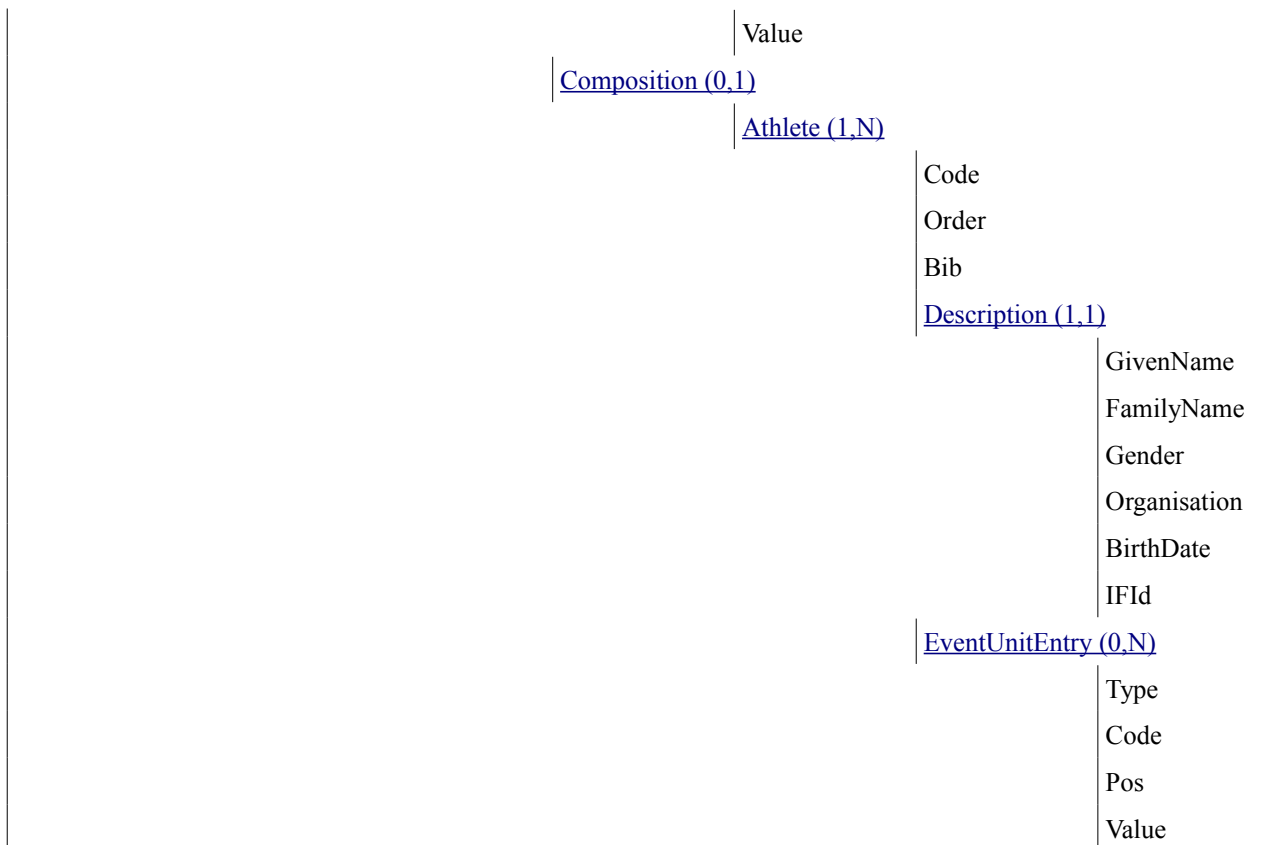 Value
Composition (0,1)
Athlete (1,N)
Code
Order
Bib
Description (1,1)
GivenName
FamilyName
Gender
Organisation
BirthDate
IFId
EventUnitEntry (0,N)
Type
Code
Pos
Value